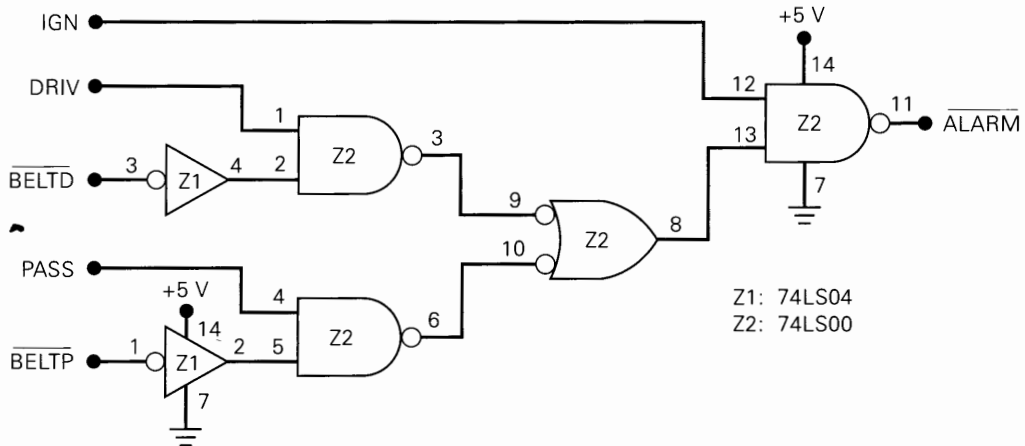 IGN
+5 V
14
DRIV
12
11
1
Z2
ALARM
13
Z2
3
BELTD
3
4
2
7
Z1
9
8
Z2
10
PASS
+5 V
4
Z1: 74LS04
14
6
Z2: 74LS00
Z2
BELTP
1
2
5
Z1
7